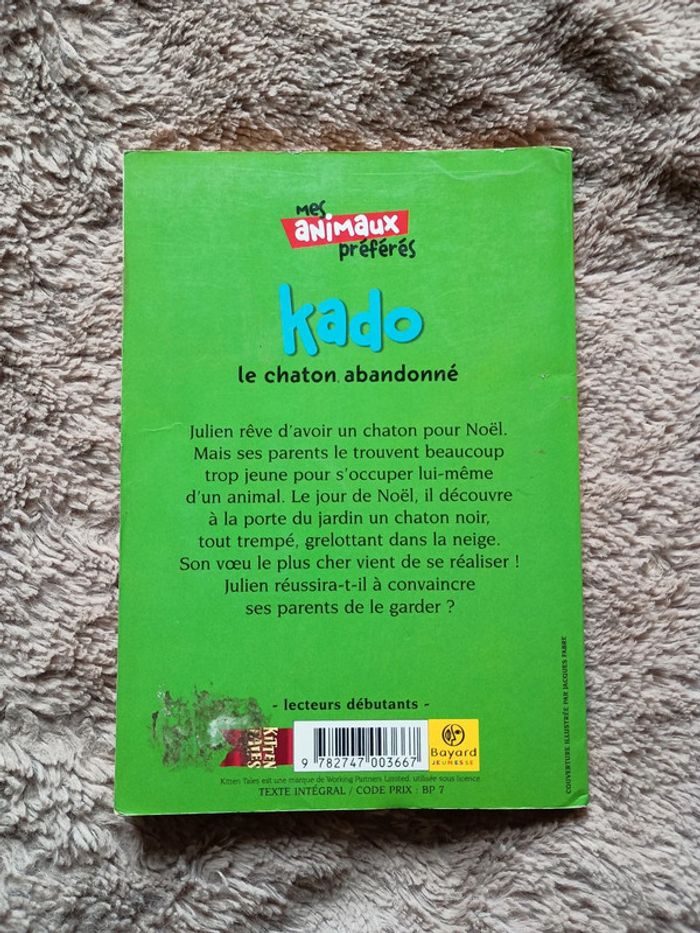 mes
animaux
préférés
kado
le chaton abandonné
Julien rêve d'avoir un chaton pour Noël.
Mais ses parents le trouvent beaucoup
trop jeune pour s'occuper lui-même
d'un animal. Le jour de Noël, il découvre
à la porte du jardin un chaton noir,
tout trempé, grelottant dans la neige.
Son vœu le plus cher vient de se réaliser !
Julien réussira-t-il à convaincre
ses parents de le garder ?
- lecteurs débutants -
KITTEN
TALES
9 782747 003667
Bayard
JEUNESSE
Kitten Tales est une marque de Working Partners Limited, utilisée sous licence.
TEXTE INTÉGRAL / CODE PRIX : BP 7
COUVERTURE ILLUSTRÉE PAR JACQUES FABRE